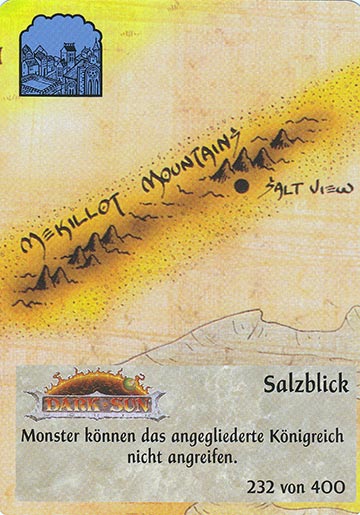 MEKILLOT MOUNTAINS
SALT VIEW
Salzblick
DARK SUN
Monster können das angegliederte Königreich
nicht angreifen.
232 von 400